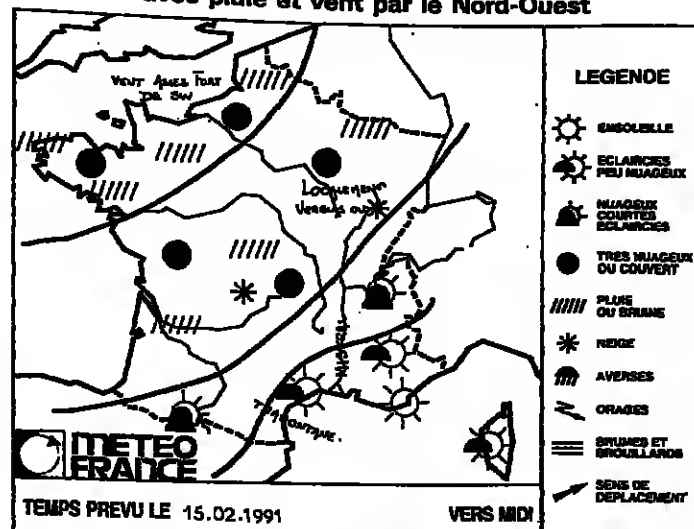 avec pluie et vent par le Nord-Ouest
VENT ASSEZ FORT
DE SW
LOCALEMENT
VERGLAS OU
TRAMONTANE
METEO
FRANCE
TEMPS PREVU LE 15.02.1991 VERS MIDI
LEGENDE
ENSOLEILLE
ECLAIRCIES
PEU NUAGEUX
NUAGEUX
COURTES
ECLAIRCIES
TRES NUAGEUX
OU COUVERT
PLUIE
OU BRUINE
NEIGE
AVERSES
ORAGES
BRUMES ET
BROUILLARDS
SENS DE
DEPLACEMENT